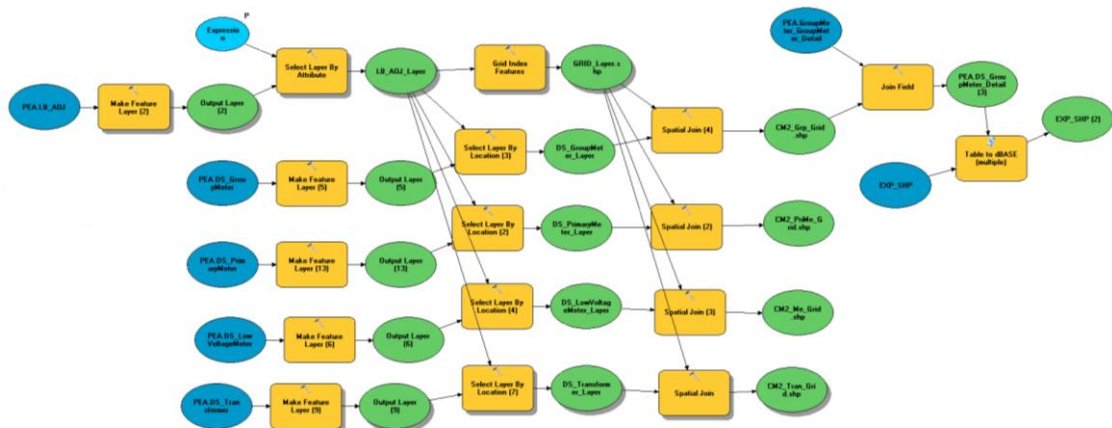 P
Expressio
n
Select Layer By
Attribute
LB_ADJ_Layer
Grid Index
Features
GRID_Layer.s
hp
PEA.GroupMe
ter_GroupMet
er_Detail
PEA.LB_ADJ
Make Feature
Layer (2)
Output Layer
(2)
Join Field
PEA.DS_Grou
pMeter_Detail
(3)
Select Layer By
Location (3)
DS_GroupMet
er_Layer
Spatial Join (4)
CM2_Grp_Grid
.shp
EXP_SHP (2)
Table to dBASE
(multiple)
EXP_SHP
PEA.DS_Grou
pMeter
Make Feature
Layer (5)
Output Layer
(5)
Select Layer By
Location (2)
DS_PrimaryMe
ter_Layer
Spatial Join (2)
CM2_PriMe_G
rid.shp
PEA.DS_Prim
aryMeter
Make Feature
Layer (13)
Output Layer
(13)
Select Layer By
Location (4)
DS_LowVoltag
eMeter_Layer
Spatial Join (3)
CM2_Me_Grid
.shp
PEA.DS_Low
VoltageMeter
Make Feature
Layer (6)
Output Layer
(6)
Select Layer By
Location (7)
DS_Transform
er_Layer
Spatial Join
CM2_Tran_Gri
d.shp
PEA.DS_Tran
sformer
Make Feature
Layer (9)
Output Layer
(9)